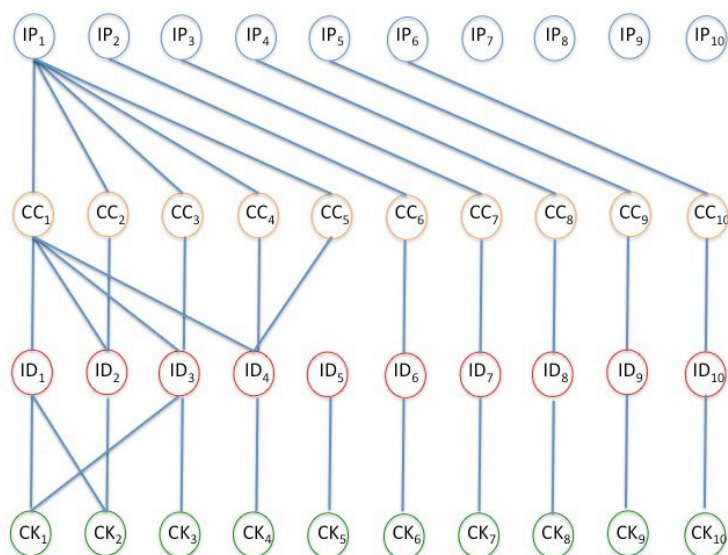 IP₁ IP₂ IP₃ IP₄ IP₅ IP₆ IP₇ IP₈ IP₉ IP₁₀
CC₁ CC₂ CC₃ CC₄ CC₅ CC₆ CC₇ CC₈ CC₉ CC₁₀
ID₁ ID₂ ID₃ ID₄ ID₅ ID₆ ID₇ ID₈ ID₉ ID₁₀
CK₁ CK₂ CK₃ CK₄ CK₅ CK₆ CK₇ CK₈ CK₉ CK₁₀